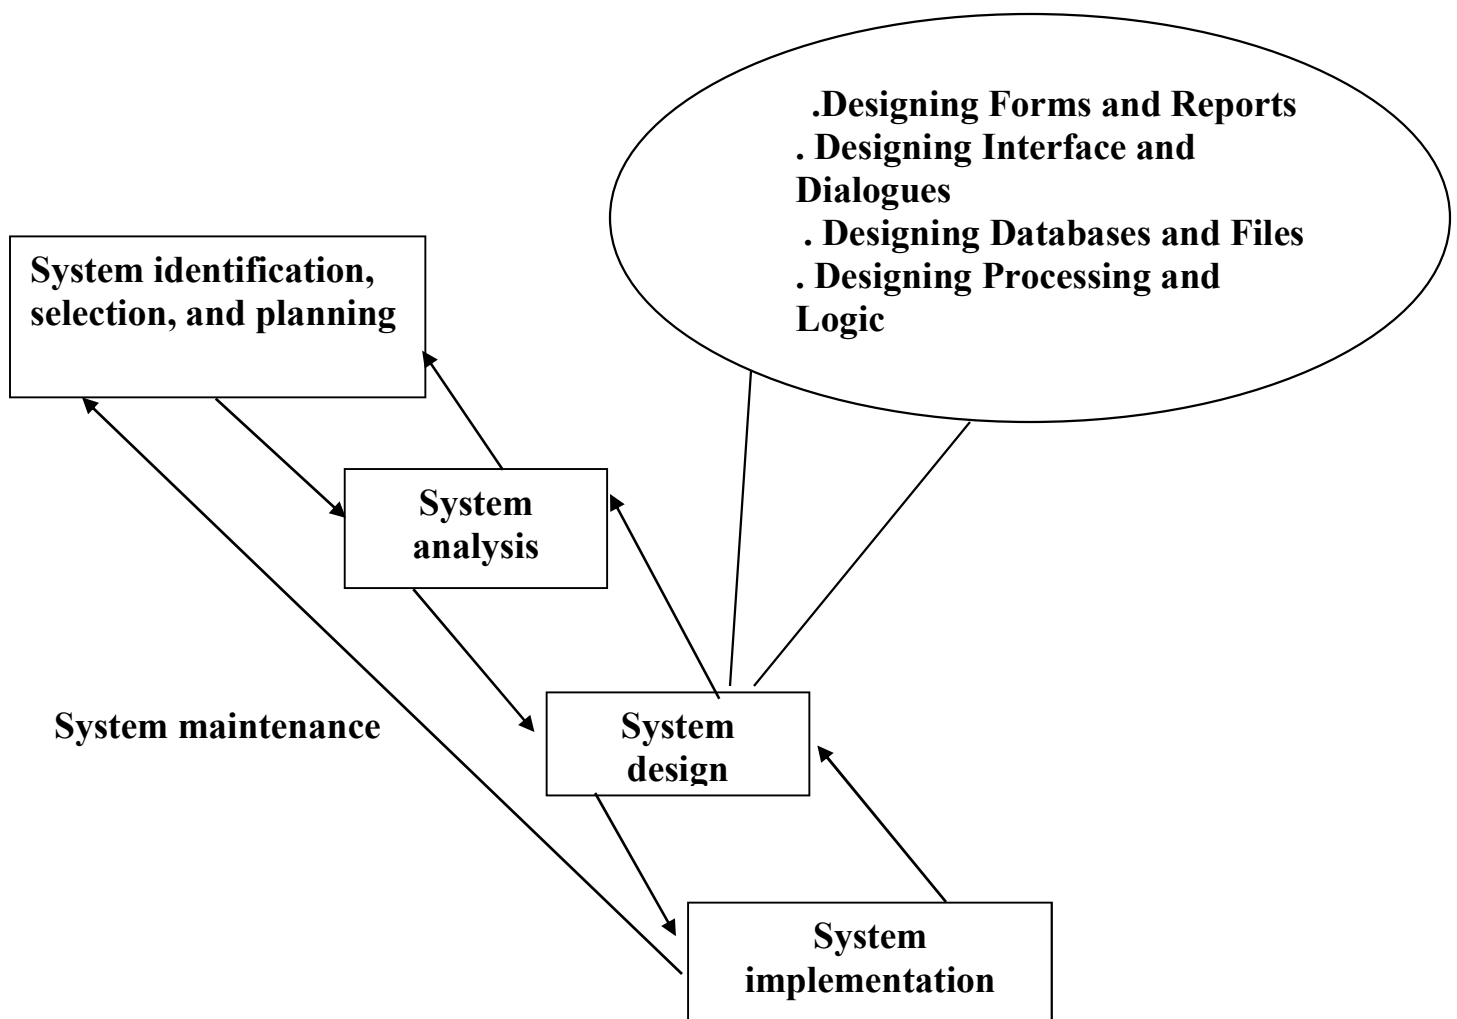 .Designing Forms and Reports
. Designing Interface and
Dialogues
. Designing Databases and Files
. Designing Processing and
Logic
System identification,
selection, and planning
System
analysis
System maintenance
System
design
System
implementation